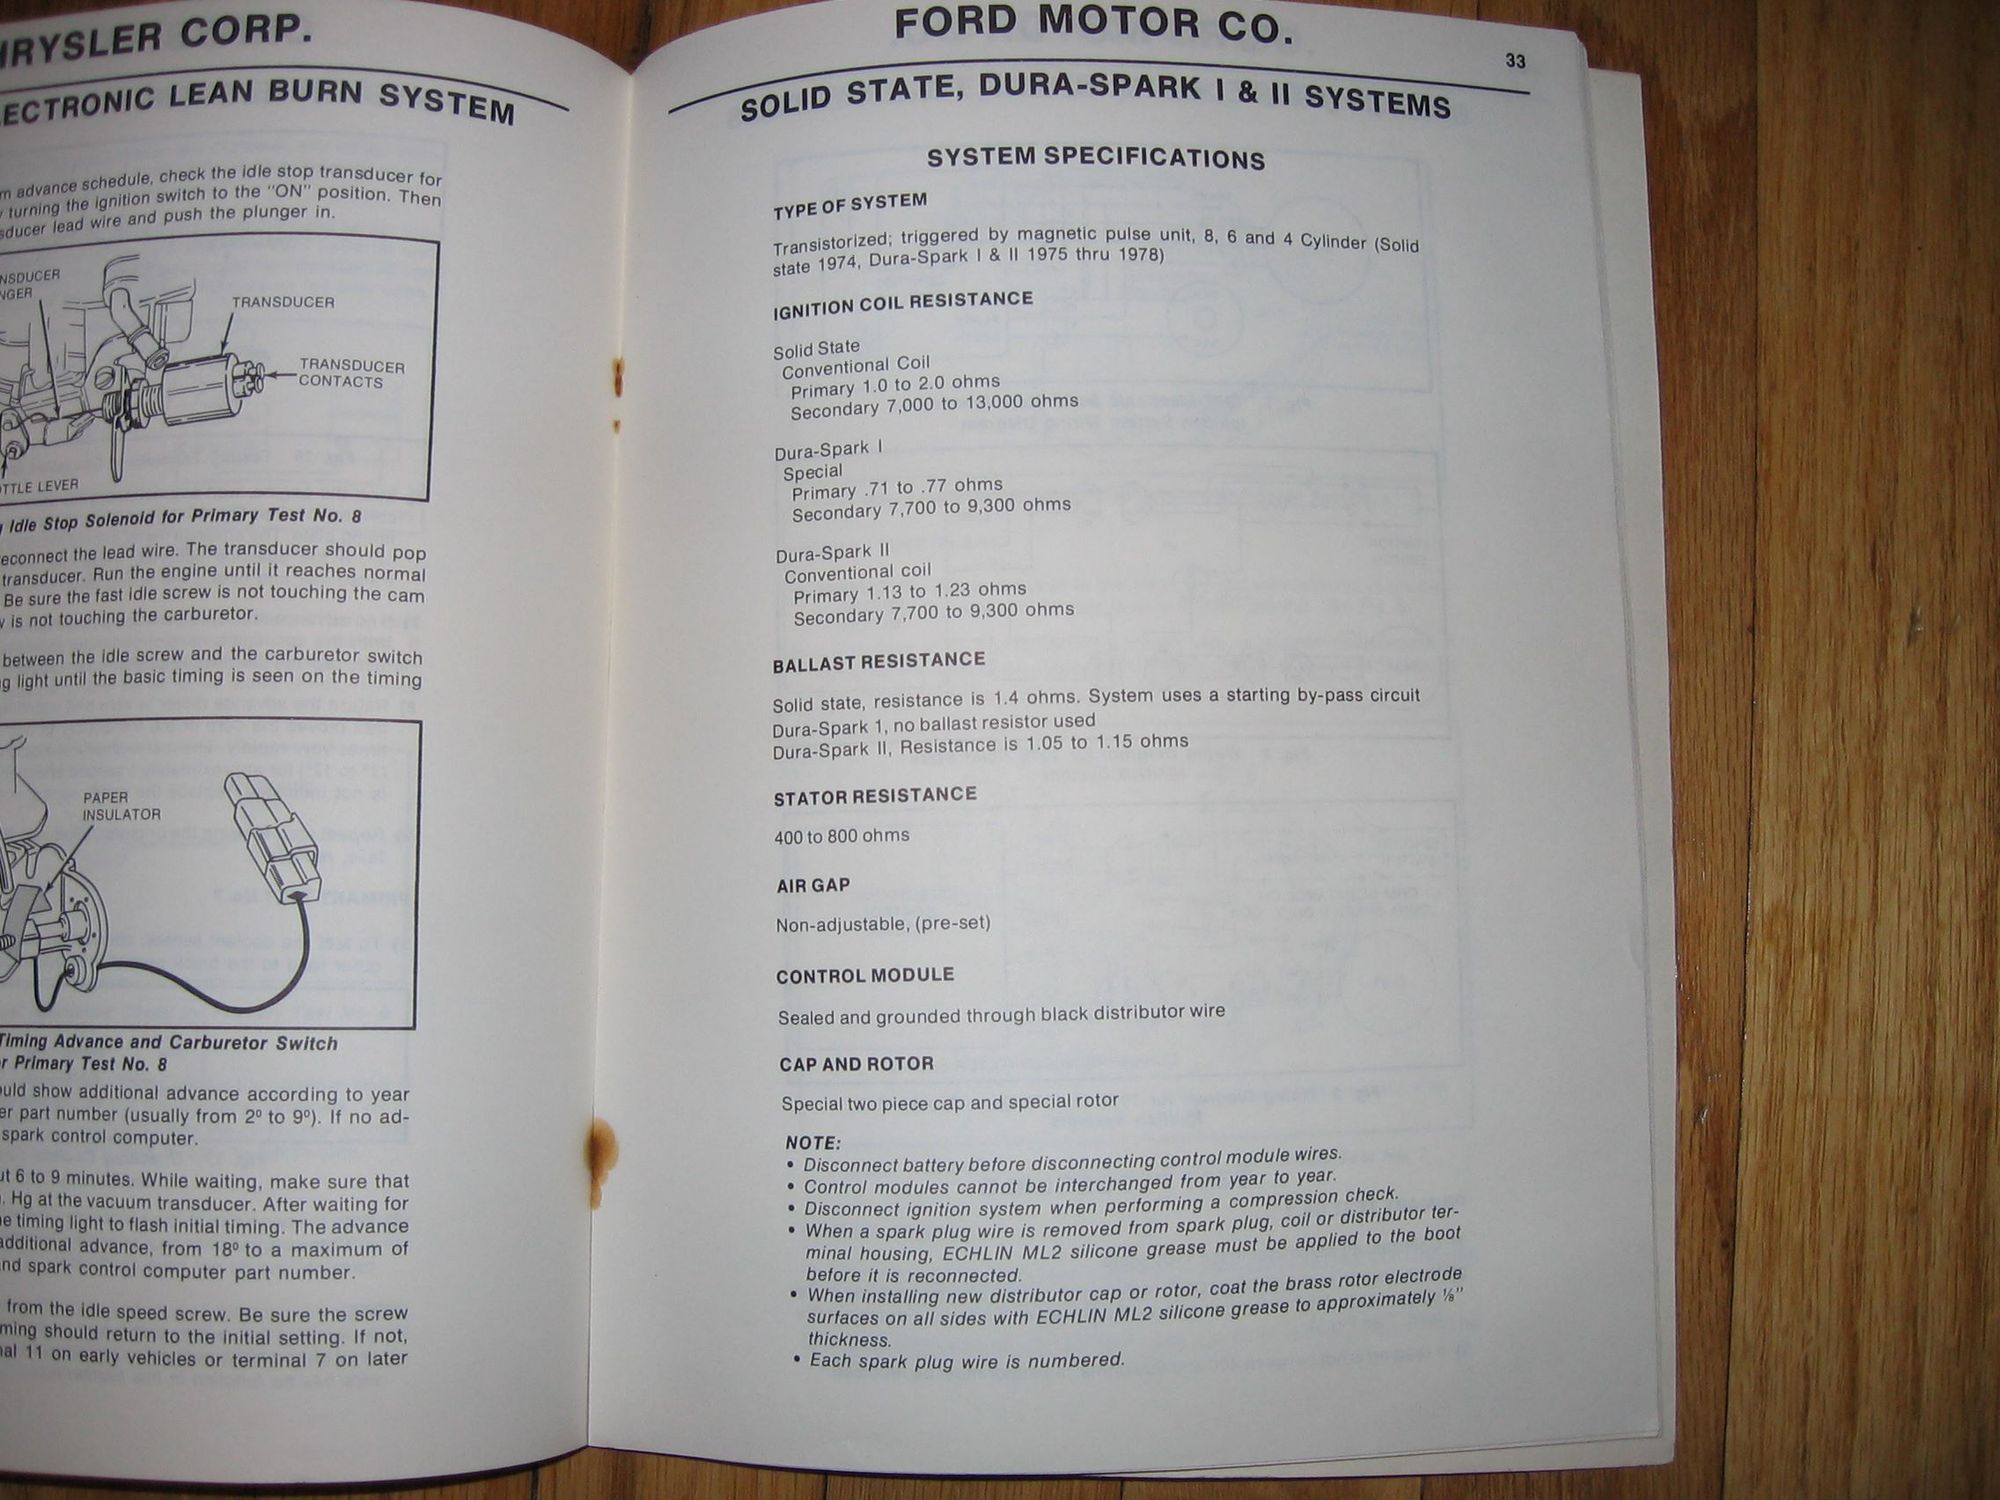 CORP.
LEAN BURN SYSTEM
advance schedule, check the idle stop transducer for
turning the ignition switch to the "ON" position. Then
lead wire and push the plunger in.
TRANSDUCER
TRANSDUCER
CONTACTS
LEVER
Idle Stop Solenoid for Primary Test No. 8
the lead wire. The transducer should pop
transducer. Run the engine until it reaches normal
Be sure the fast idle screw is not touching the cam
is not touching the carburetor.
between the idle screw and the carburetor switch
light until the basic timing is seen on the timing
PAPER
INSULATOR
Timing Advance and Carburetor Switch
Primary Test No. 8
show additional advance according to year
part number (usually from 2º to 9º). If no ad-
spark control computer.
6 to 9 minutes. While waiting, make sure that
Hg at the vacuum transducer. After waiting for
timing light to flash initial timing. The advance
additional advance, from 18º to a maximum of
spark control computer part number.
from the idle speed screw. Be sure the screw
should return to the initial setting. If not,
11 on early vehicles or terminal 7 on later
FORD MOTOR CO.
33
SOLID STATE, DURA-SPARK I & II SYSTEMS
SYSTEM SPECIFICATIONS
TYPE OF SYSTEM
Transistorized; triggered by magnetic pulse unit, 8, 6 and 4 Cylinder (Solid
state 1974, Dura-Spark I & II 1975 thru 1978)
IGNITION COIL RESISTANCE
Solid State
Conventional Coil
Primary 1.0 to 2.0 ohms
Secondary 7,000 to 13,000 ohms
Dura-Spark I
Special
Primary .71 to .77 ohms
Secondary 7,700 to 9,300 ohms
Dura-Spark II
Conventional coil
Primary 1.13 to 1.23 ohms
Secondary 7,700 to 9,300 ohms
BALLAST RESISTANCE
Solid state, resistance is 1.4 ohms. System uses a starting by-pass circuit
Dura-Spark 1, no ballast resistor used
Dura-Spark II, Resistance is 1.05 to 1.15 ohms
STATOR RESISTANCE
400 to 800 ohms
AIR GAP
Non-adjustable, (pre-set)
CONTROL MODULE
Sealed and grounded through black distributor wire
CAP AND ROTOR
Special two piece cap and special rotor
NOTE:
• Disconnect battery before disconnecting control module wires.
• Control modules cannot be interchanged from year to year.
• Disconnect ignition system when performing a compression check.
• When a spark plug wire is removed from spark plug, coil or distributor ter-
minal housing, ECHLIN ML2 silicone grease must be applied to the boot
before it is reconnected.
• When installing new distributor cap or rotor, coat the brass rotor electrode
surfaces on all sides with ECHLIN ML2 silicone grease to approximately ⅛"
thickness.
• Each spark plug wire is numbered.